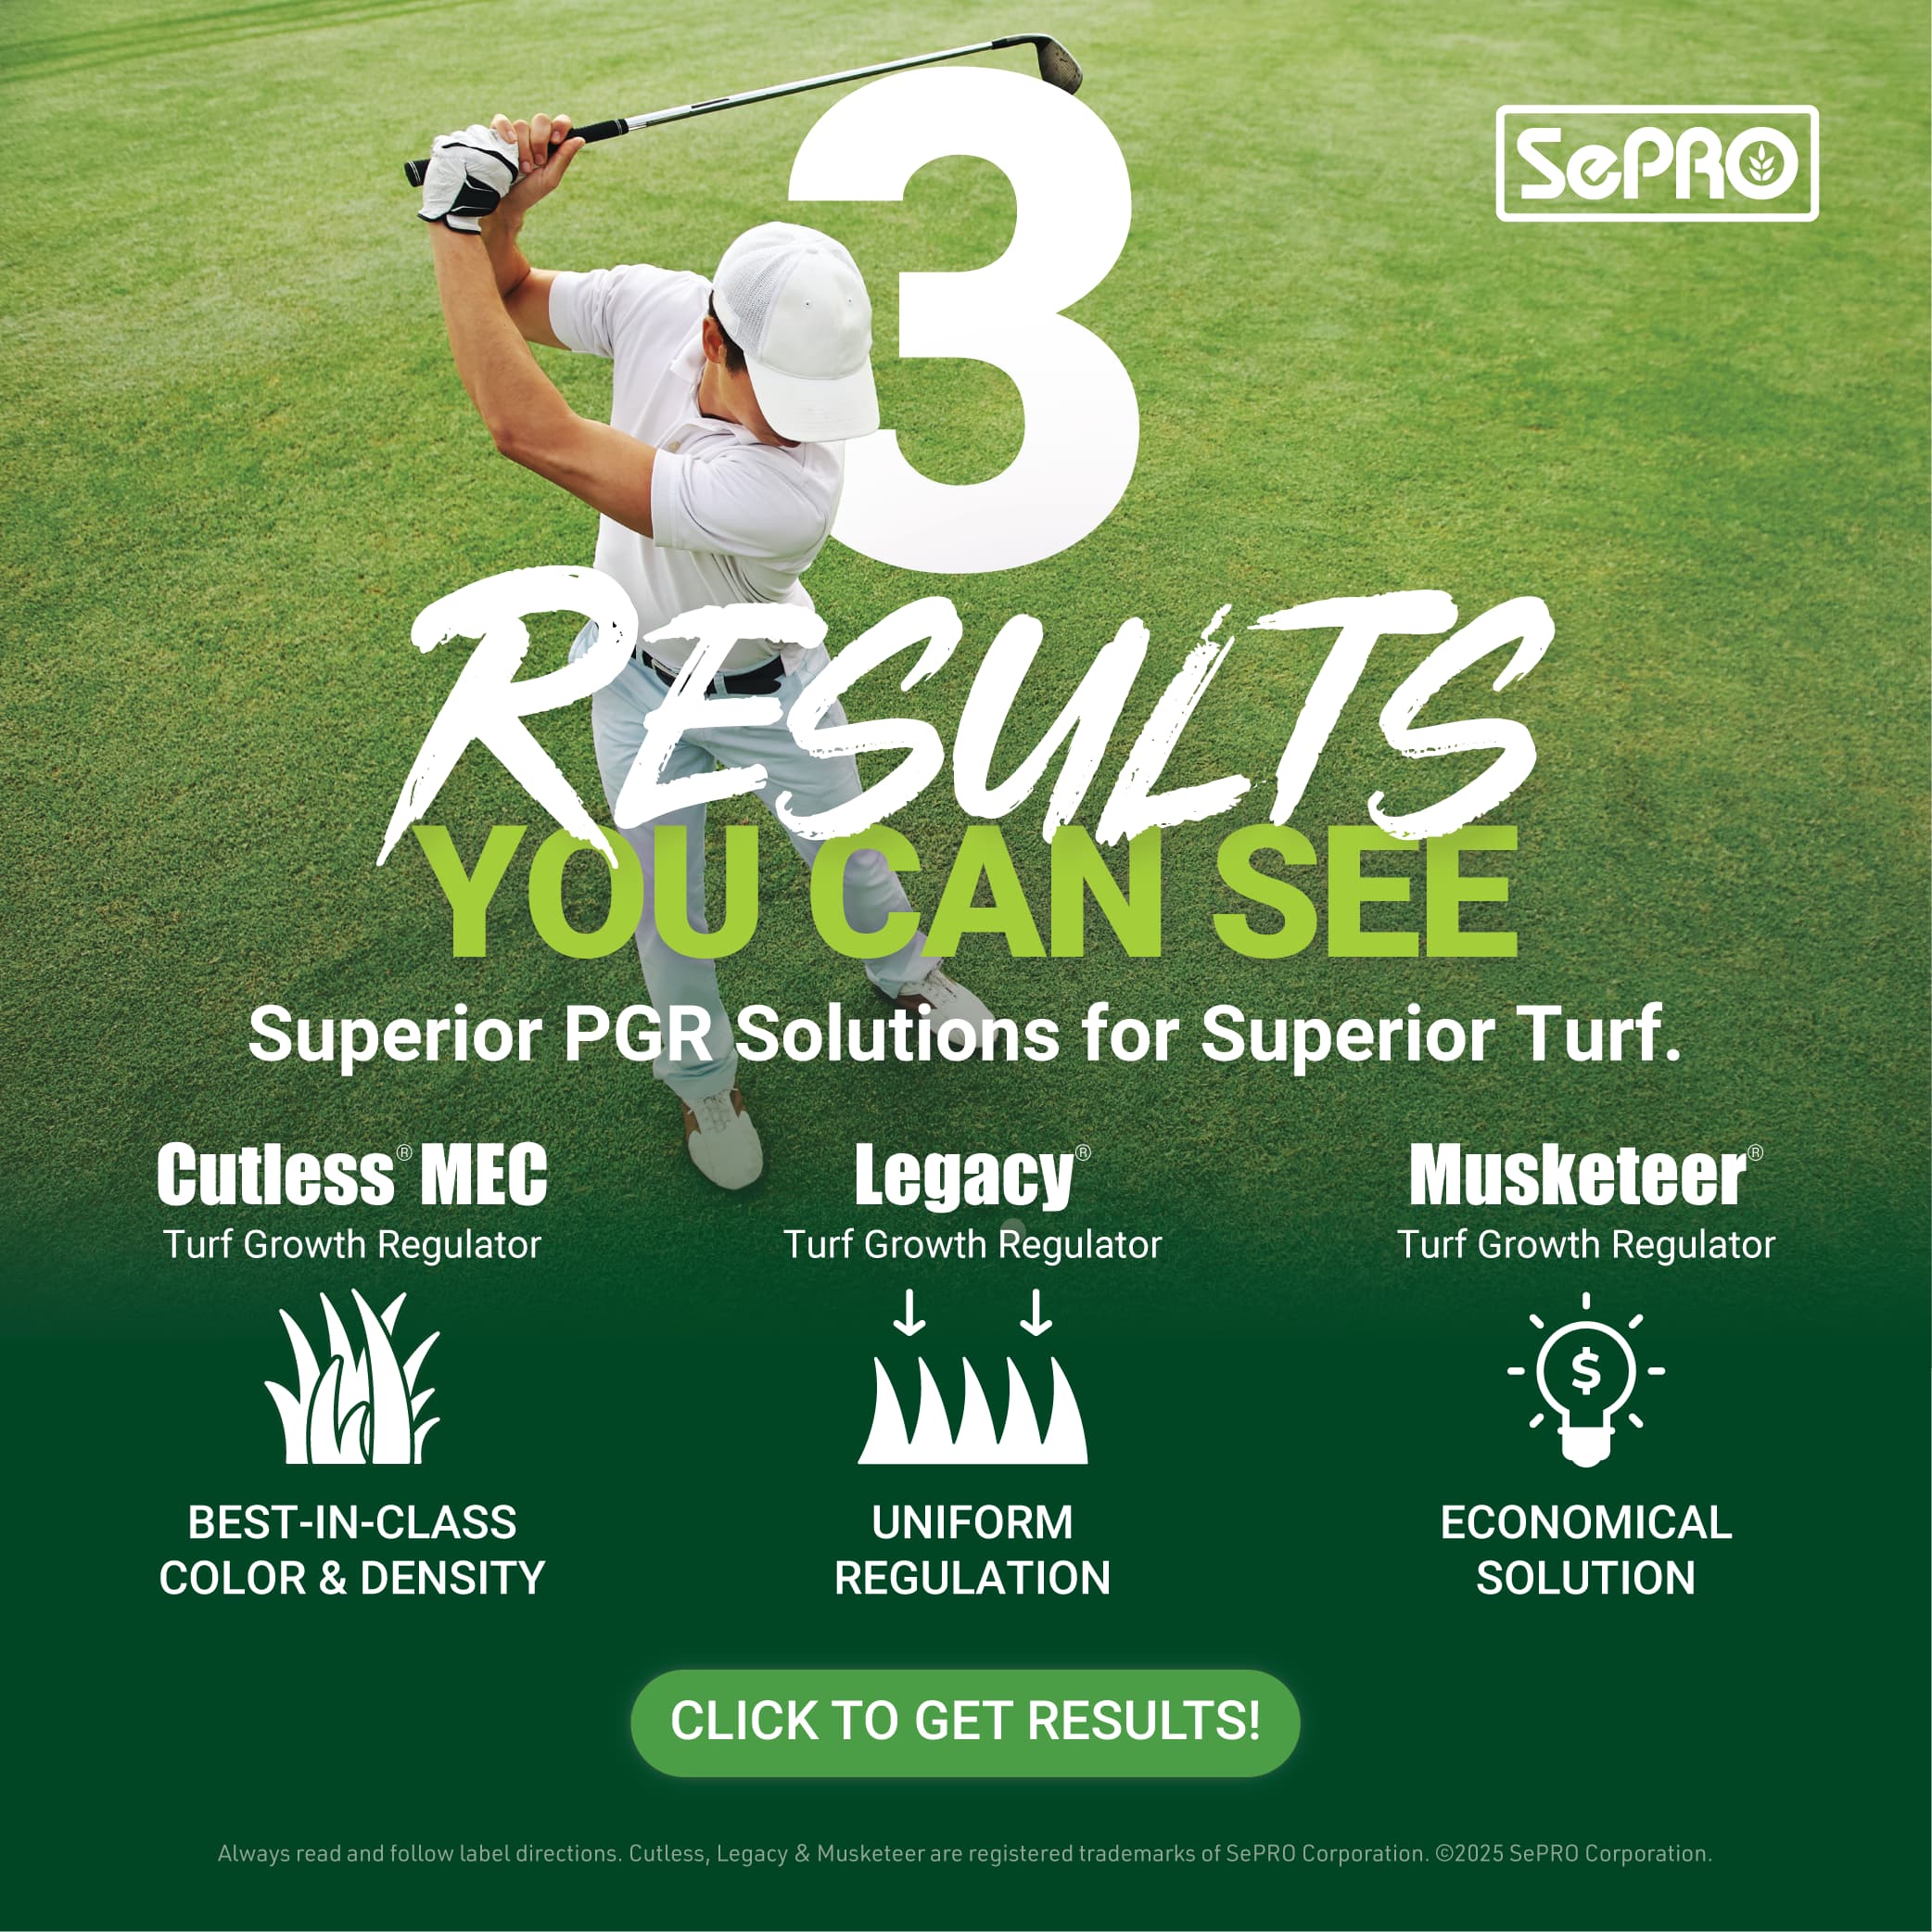 3
SePRO
RESULTS
YOU CAN SEE
Superior PGR Solutions for Superior Turf.
Cutless® MEC
Turf Growth Regulator
BEST-IN-CLASS
COLOR & DENSITY
Legacy®
Turf Growth Regulator
UNIFORM
REGULATION
Musketeer®
Turf Growth Regulator
$
ECONOMICAL
SOLUTION
CLICK TO GET RESULTS!
Always read and follow label directions. Cutless, Legacy & Musketeer are registered trademarks of SePRO Corporation. ©2025 SePRO Corporation.